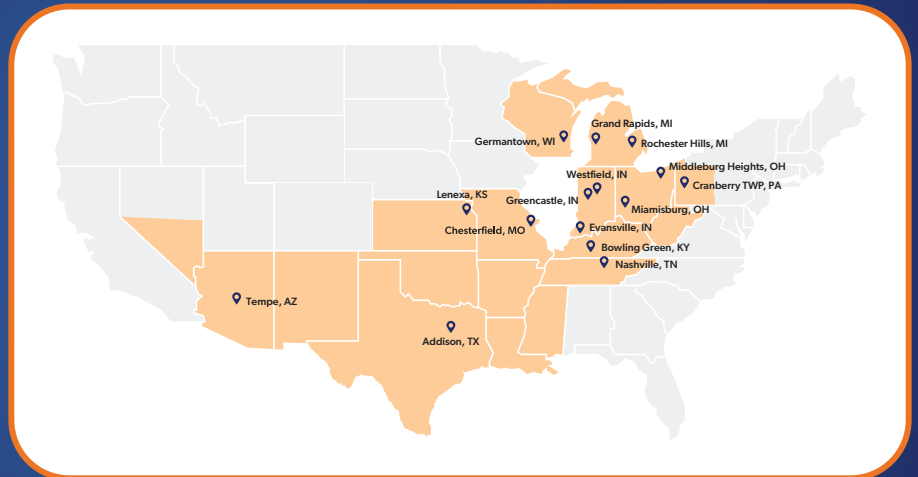 Grand Rapids, MI
Germantown, WI
Rochester Hills, MI
Middleburg Heights, OH
Westfield, IN
Cranberry TWP, PA
Lenexa, KS
Greencastle, IN
Miamisburg, OH
Chesterfield, MO
Evansville, IN
Bowling Green, KY
Nashville, TN
Tempe, AZ
Addison, TX